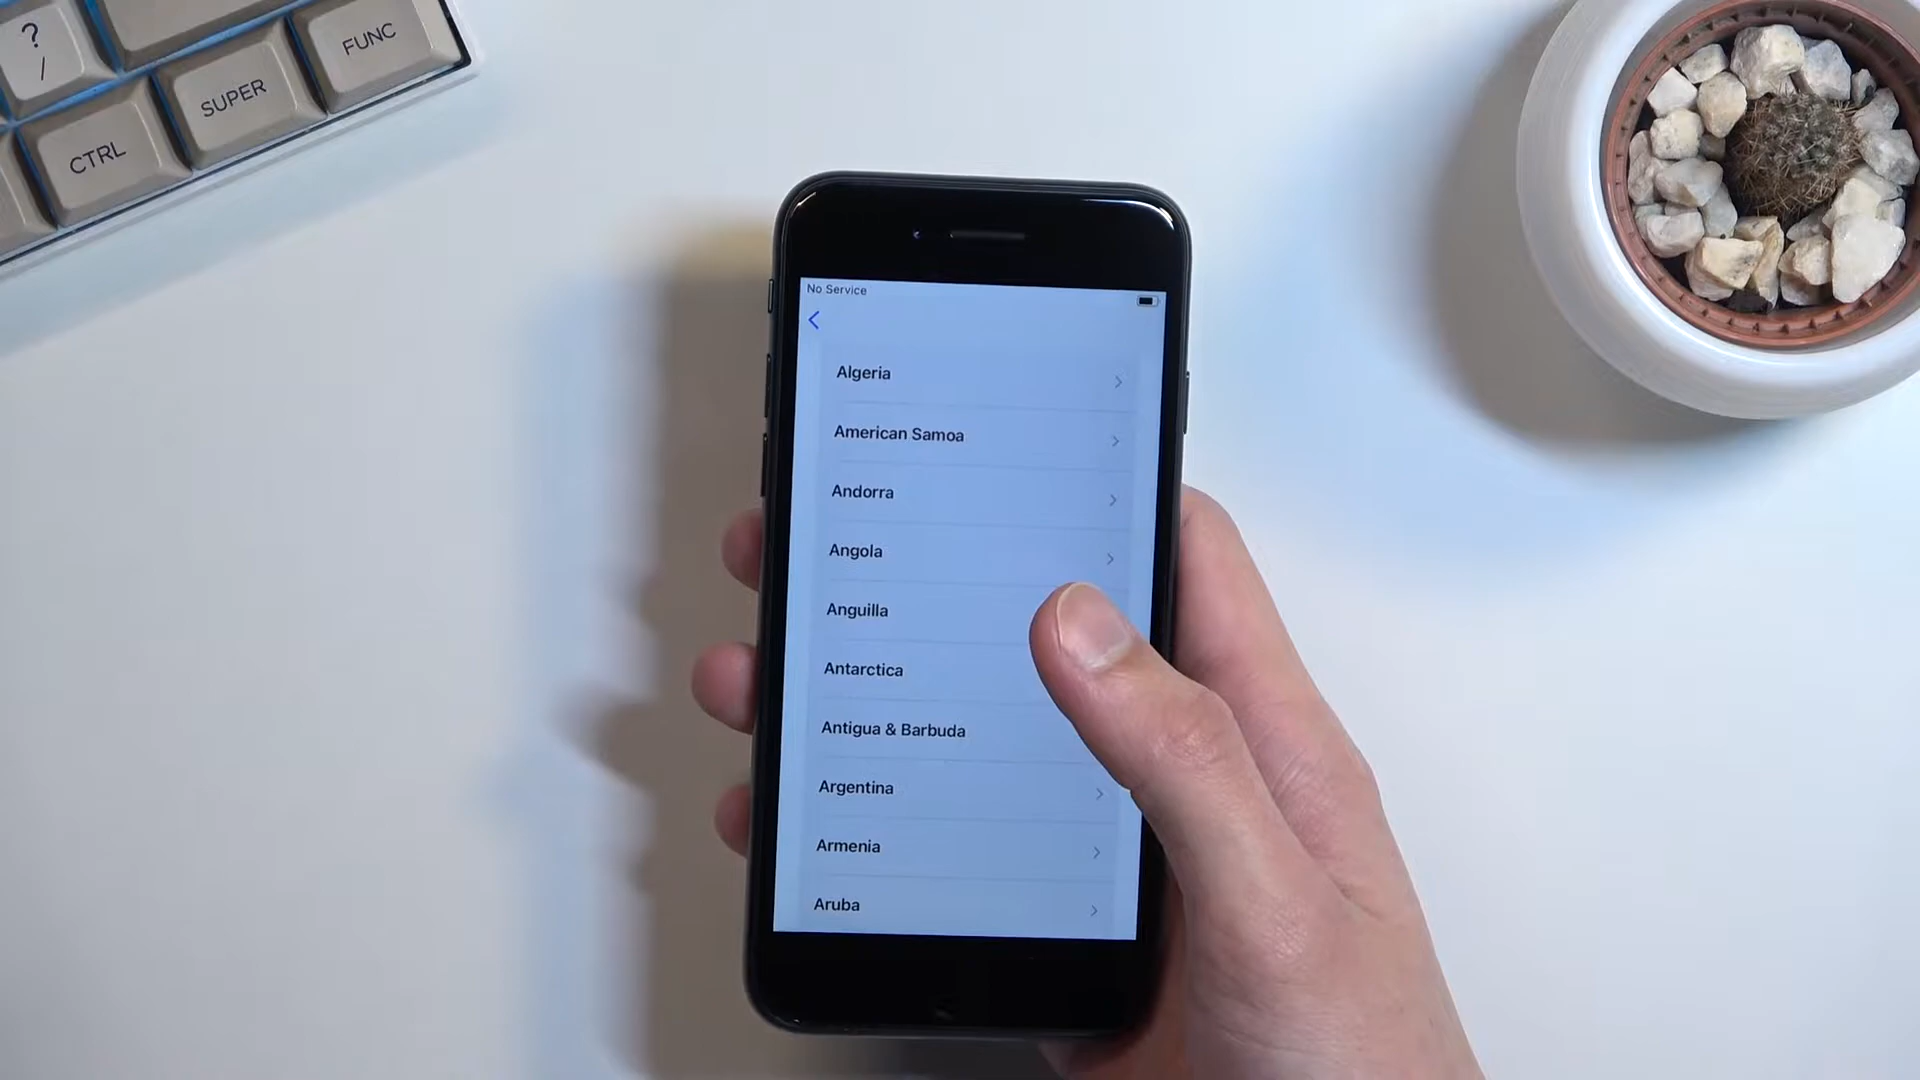 ?
/
FUNC
SUPER
CTRL
No Service
Algeria
American Samoa
Andorra
Angola
Anguilla
Antarctica
Antigua & Barbuda
Argentina
Armenia
Aruba